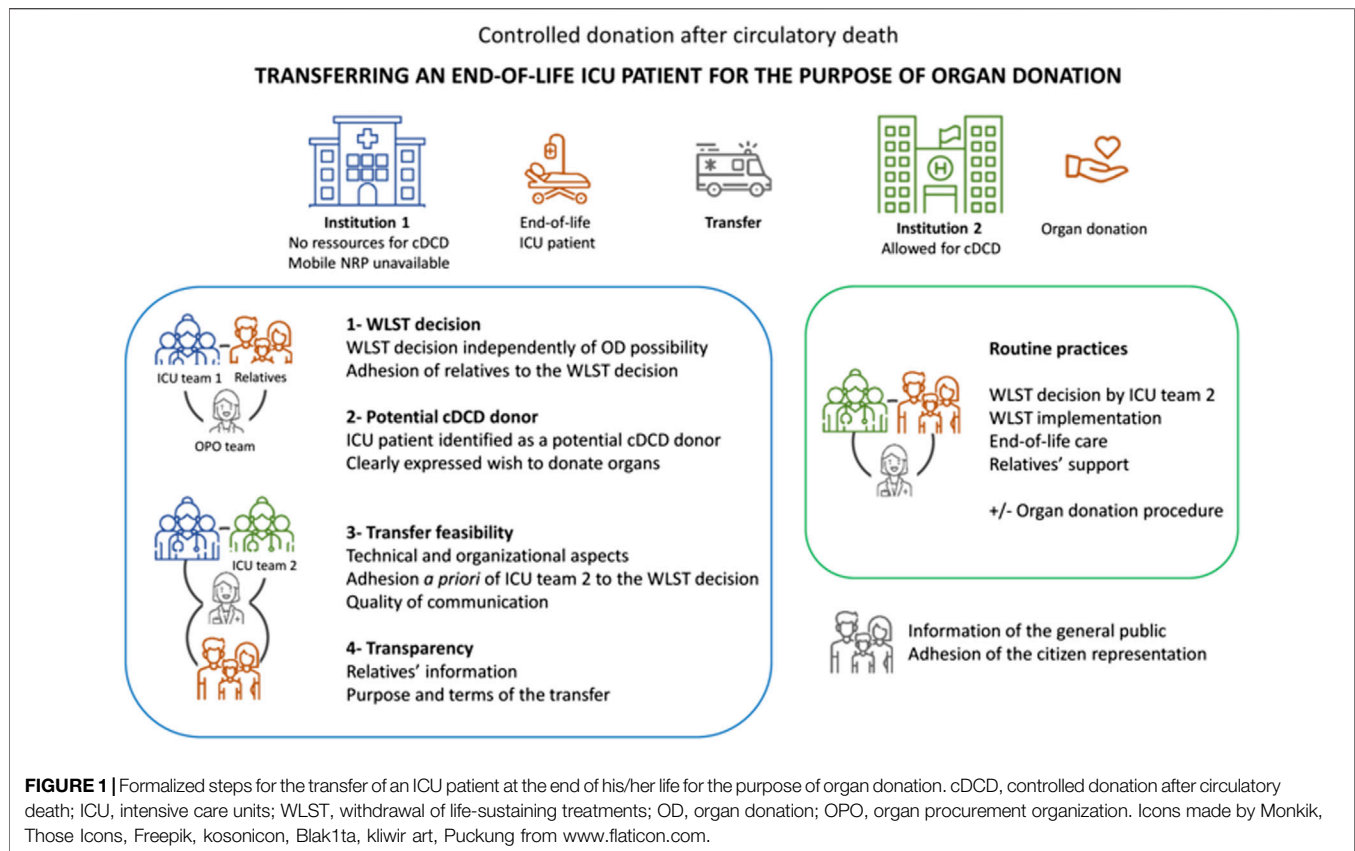 Controlled donation after circulatory death
TRANSFERRING AN END-OF-LIFE ICU PATIENT FOR THE PURPOSE OF ORGAN DONATION
Institution 1
No ressources for cDCD
Mobile NRP unavailable
End-of-life
ICU patient
Transfer
H
Institution 2
Allowed for cDCD
Organ donation
ICU team 1 Relatives
OPO team
1- WLST decision
WLST decision independently of OD possibility
Adhesion of relatives to the WLST decision
2- Potential cDCD donor
ICU patient identified as a potential cDCD donor
Clearly expressed wish to donate organs
ICU team 2
3- Transfer feasibility
Technical and organizational aspects
Adhesion a priori of ICU team 2 to the WLST decision
Quality of communication
4- Transparency
Relatives' information
Purpose and terms of the transfer
Routine practices
WLST decision by ICU team 2
WLST implementation
End-of-life care
Relatives' support
+/- Organ donation procedure
Information of the general public
Adhesion of the citizen representation
FIGURE 1 | Formalized steps for the transfer of an ICU patient at the end of his/her life for the purpose of organ donation. cDCD, controlled donation after circulatory
death; ICU, intensive care units; WLST, withdrawal of life-sustaining treatments; OD, organ donation; OPO, organ procurement organization. Icons made by Monkik,
Those Icons, Freepik, kosonicon, Blak1ta, kliwir art, Puckung from www.flaticon.com.